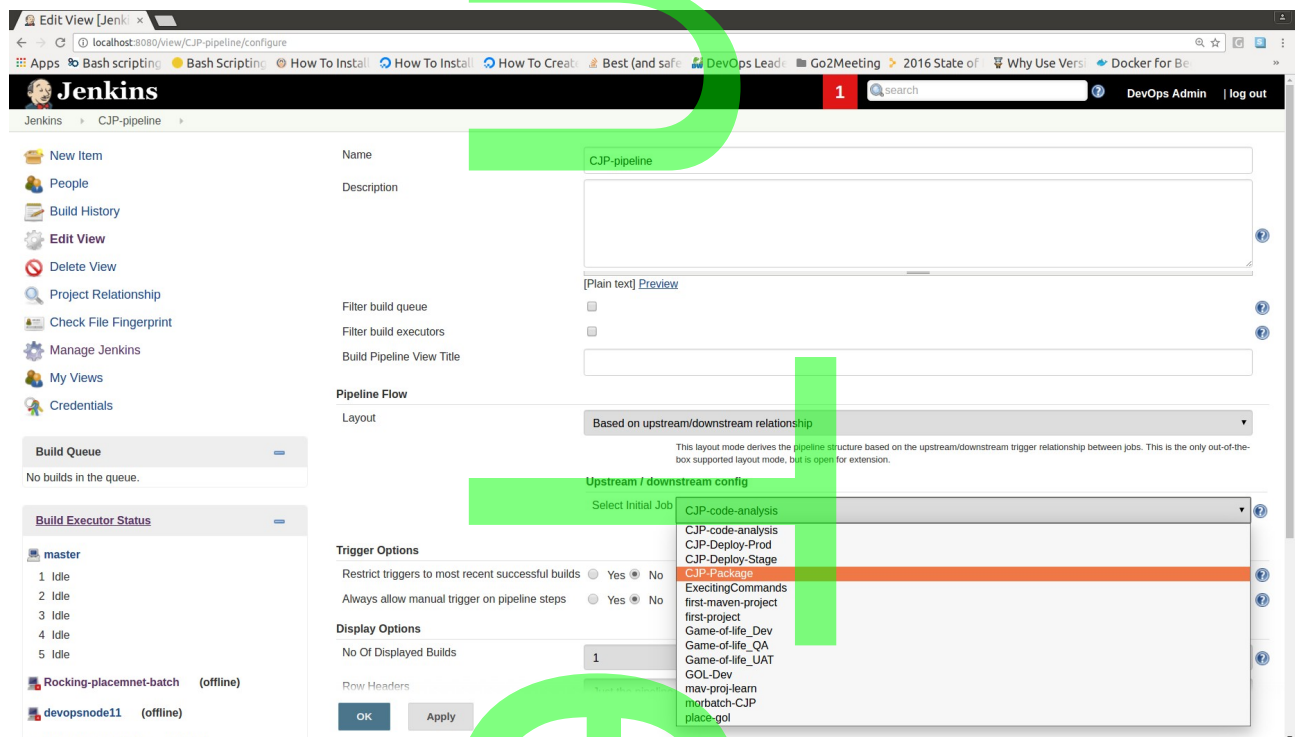 Edit View [Jenki ×
localhost:8080/view/CJP-pipeline/configure
Apps Bash scripting Bash Scripting How To Install How To Install How To Create Best (and safe DevOps Leade Go2Meeting 2016 State of Why Use Versi Docker for Be »
Jenkins 1 search DevOps Admin | log out
Jenkins CJP-pipeline
New Item
People
Build History
Edit View
Delete View
Project Relationship
Check File Fingerprint
Manage Jenkins
My Views
Credentials
Build Queue
No builds in the queue.
Build Executor Status
master
1 Idle
2 Idle
3 Idle
4 Idle
5 Idle
Rocking-placemnet-batch (offline)
devopsnode11 (offline)
Name CJP-pipeline
Description
[Plain text] Preview
Filter build queue
Filter build executors
Build Pipeline View Title
Pipeline Flow
Layout Based on upstream/downstream relationship
This layout mode derives the pipeline structure based on the upstream/downstream trigger relationship between jobs. This is the only out-of-the-
box supported layout mode, but is open for extension.
Upstream / downstream config
Select Initial Job CJP-code-analysis
CJP-code-analysis
CJP-Deploy-Prod
CJP-Deploy-Stage
CJP-Package
ExecitingCommands
first-maven-project
first-project
Game-of-life_Dev
Game-of-life_QA
Game-of-life_UAT
GOL-Dev
mav-proj-learn
morbatch-CJP
place-gol
Trigger Options
Restrict triggers to most recent successful builds Yes No
Always allow manual trigger on pipeline steps Yes No
Display Options
No Of Displayed Builds 1
Row Headers
OK Apply